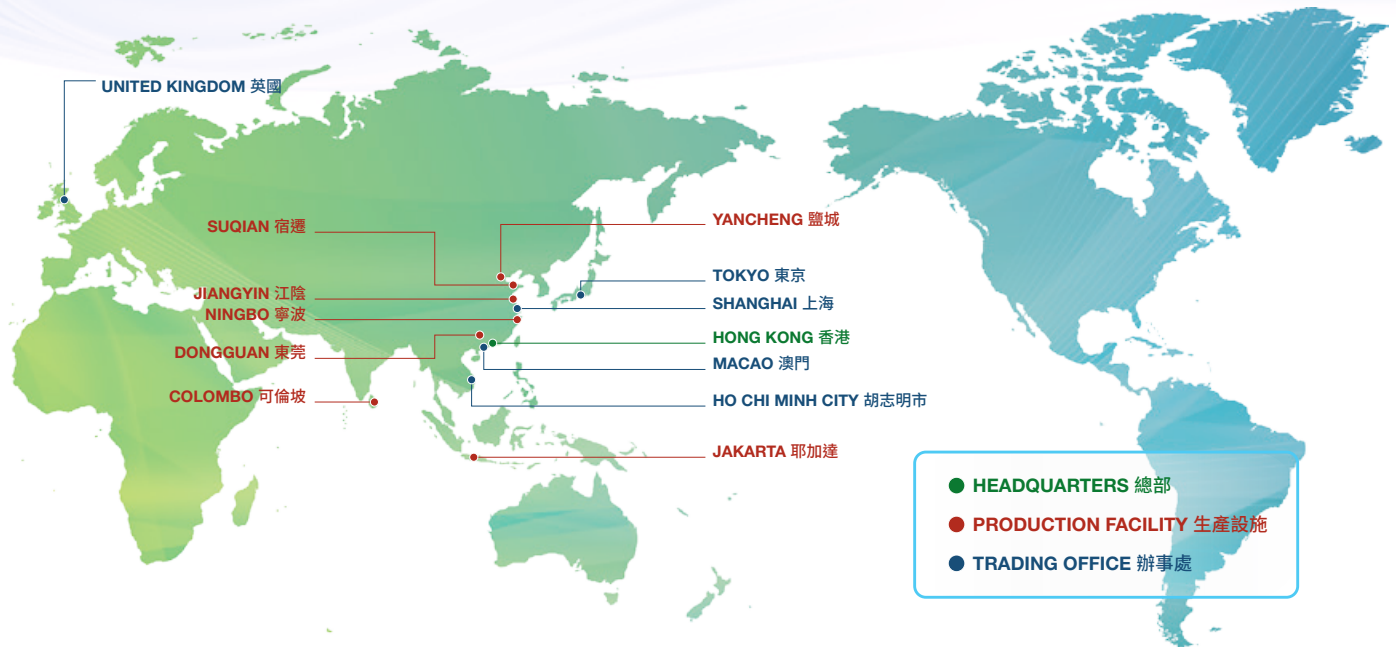 UNITED KINGDOM 英國
SUQIAN 宿遷
JIANGYIN 江陰
NINGBO 寧波
DONGGUAN 東莞
COLOMBO 可倫坡
YANCHENG 鹽城
TOKYO 東京
SHANGHAI 上海
HONG KONG 香港
MACAO 澳門
HO CHI MINH CITY 胡志明市
JAKARTA 耶加達
HEADQUARTERS 總部
PRODUCTION FACILITY 生產設施
TRADING OFFICE 辦事處